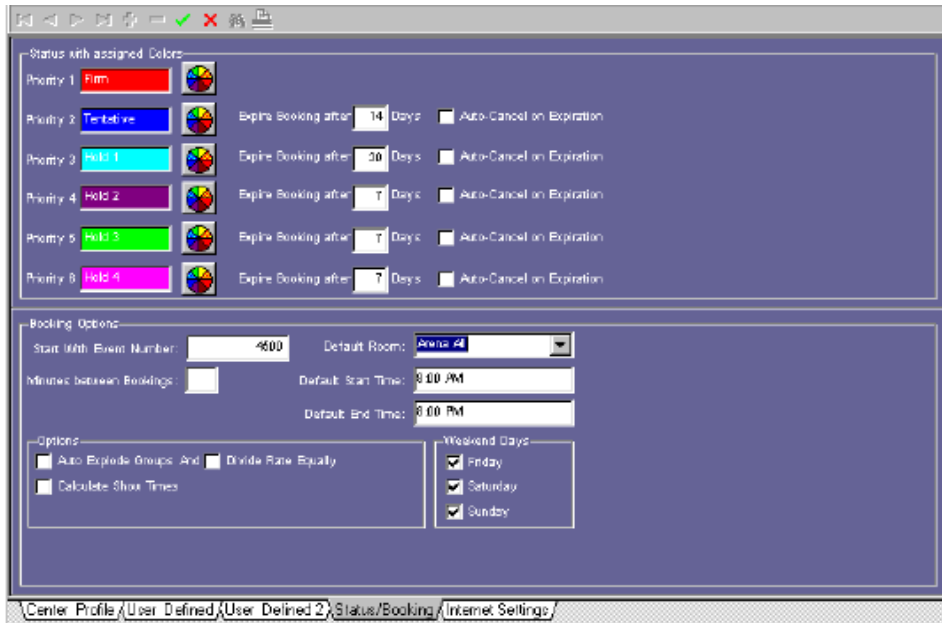 Status with assigned Colors
Priority 1 Firm
Priority 2 Tentative Expire Booking after 14 Days Auto-Cancel on Expiration
Priority 3 Hold 1 Expire Booking after 30 Days Auto-Cancel on Expiration
Priority 4 Hold 2 Expire Booking after 7 Days Auto-Cancel on Expiration
Priority 5 Hold 3 Expire Booking after 7 Days Auto-Cancel on Expiration
Priority 6 Hold 4 Expire Booking after 7 Days Auto-Cancel on Expiration
Booking Options
Start With Event Number: 4600 Default Room: Arena All
Minutes between Bookings: Default Start Time: 8:00 PM
Default End Time: 8:00 PM
Options Weekend Days
Auto Explode Groups And Divide Rate Equally Friday
Calculate Show Times Saturday
Sunday
Center Profile User Defined User Defined 2 Status/Booking Internet Settings